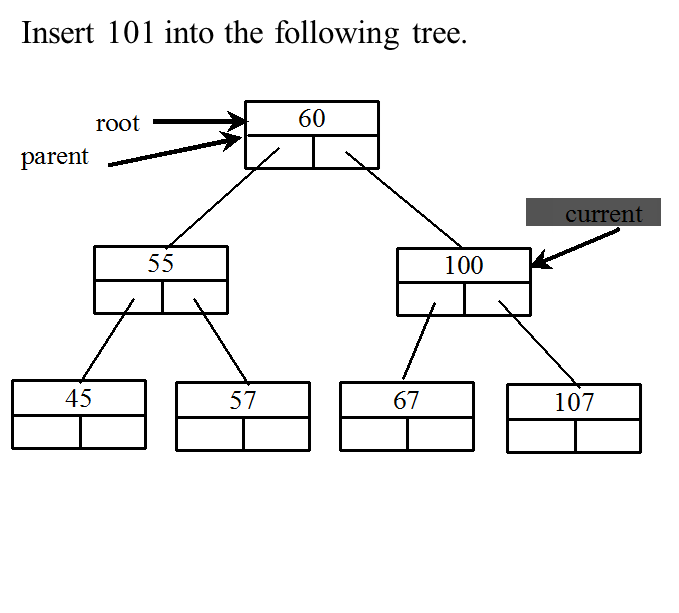 Insert 101 into the following tree.
60
root
parent
current
55
100
45
57
67
107